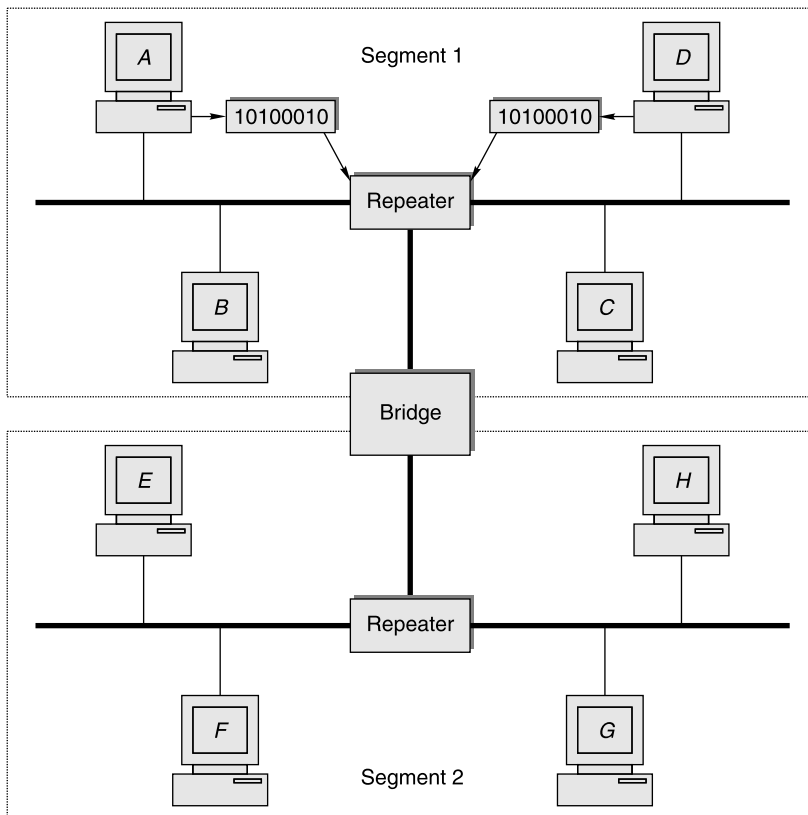 A
Segment 1
D
10100010
10100010
Repeater
B
C
Bridge
E
H
Repeater
F
G
Segment 2